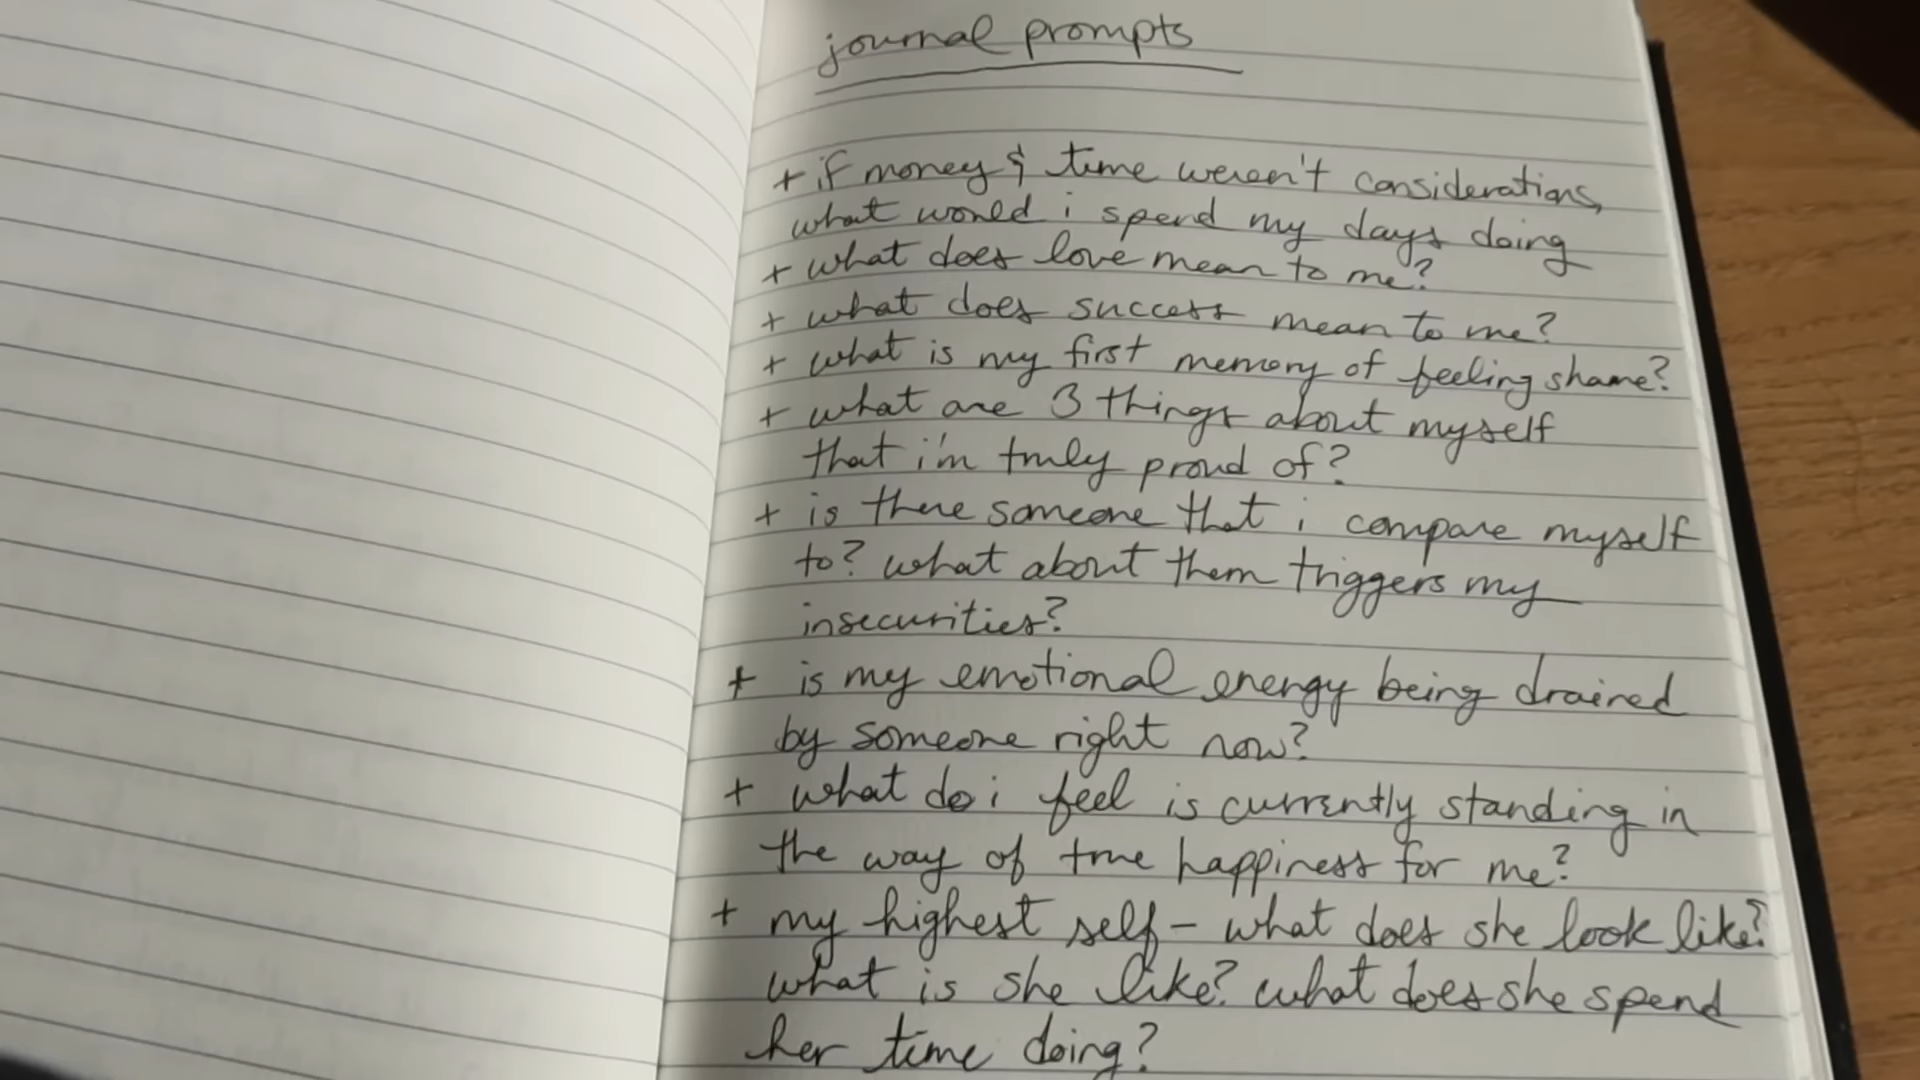 journal prompts
+ if money & time weren't considerations,
what would i spend my days doing
+ what does love mean to me?
+ what does success mean to me?
+ what is my first memory of feeling shame?
+ what are 3 things about myself
that i'm truly proud of?
+ is there someone that i compare myself
to? what about them triggers my
insecurities?
+ is my emotional energy being drained
by someone right now?
+ what do i feel is currently standing in
the way of true happiness for me?
+ my highest self - what does she look like?
what is she like? what does she spend
her time doing?